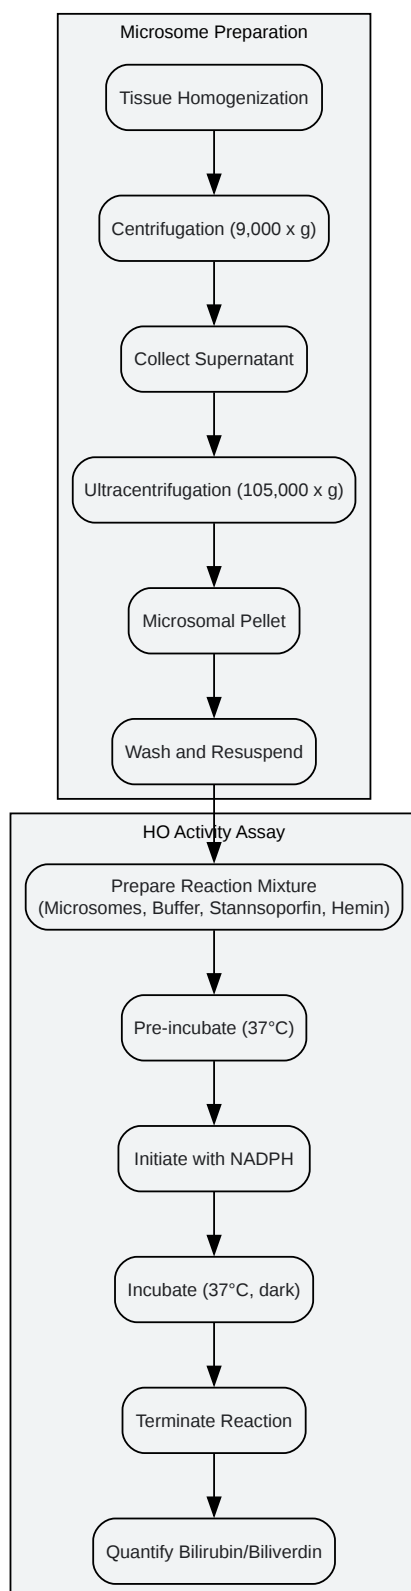 Microsome Preparation
Tissue Homogenization
Centrifugation (9,000 x g)
Collect Supernatant
Ultracentrifugation (105,000 x g)
Microsomal Pellet
Wash and Resuspend
HO Activity Assay
Prepare Reaction Mixture
(Microsomes, Buffer, Stannsoporfin, Hemin)
Pre-incubate (37°C)
Initiate with NADPH
Incubate (37°C, dark)
Terminate Reaction
Quantify Bilirubin/Biliverdin